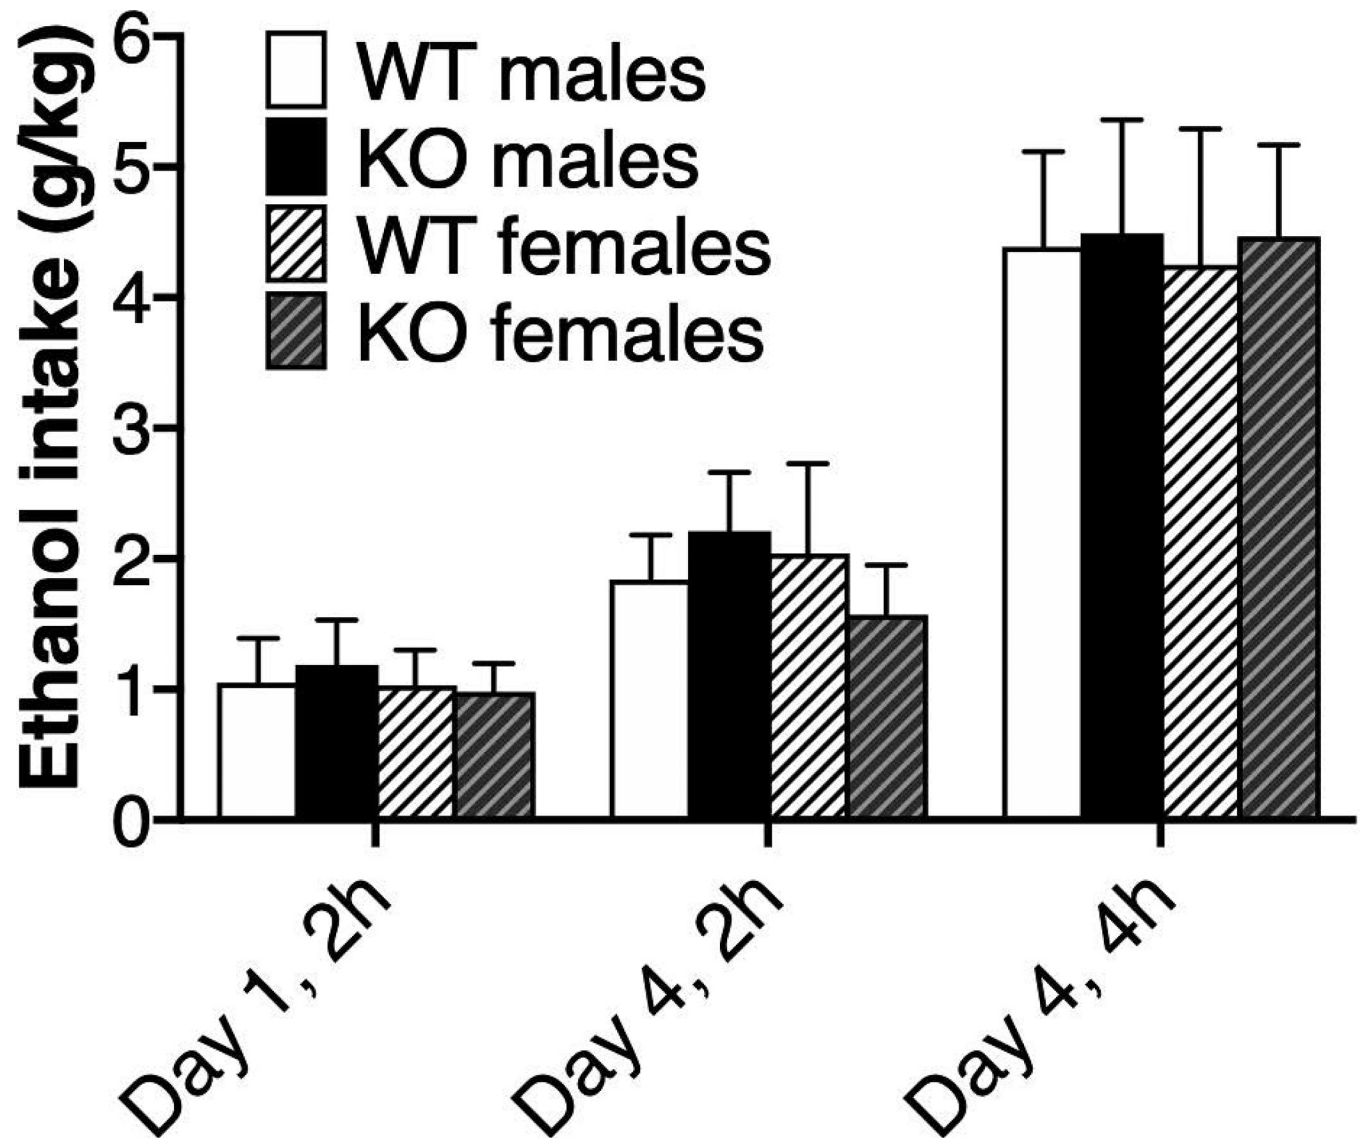 Ethanol intake (g/kg)
6
5
4
3
2
1
0
WT males
KO males
WT females
KO females
Day 1, 2h
Day 4, 2h
Day 4, 4h